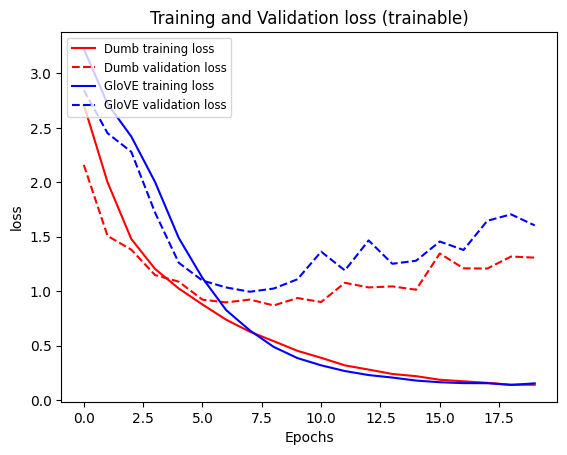 Training and Validation loss (trainable)
Dumb training loss
Dumb validation loss
GloVE training loss
GloVE validation loss
loss
3.0
2.5
2.0
1.5
1.0
0.5
0.0
0.0 2.5 5.0 7.5 10.0 12.5 15.0 17.5
Epochs